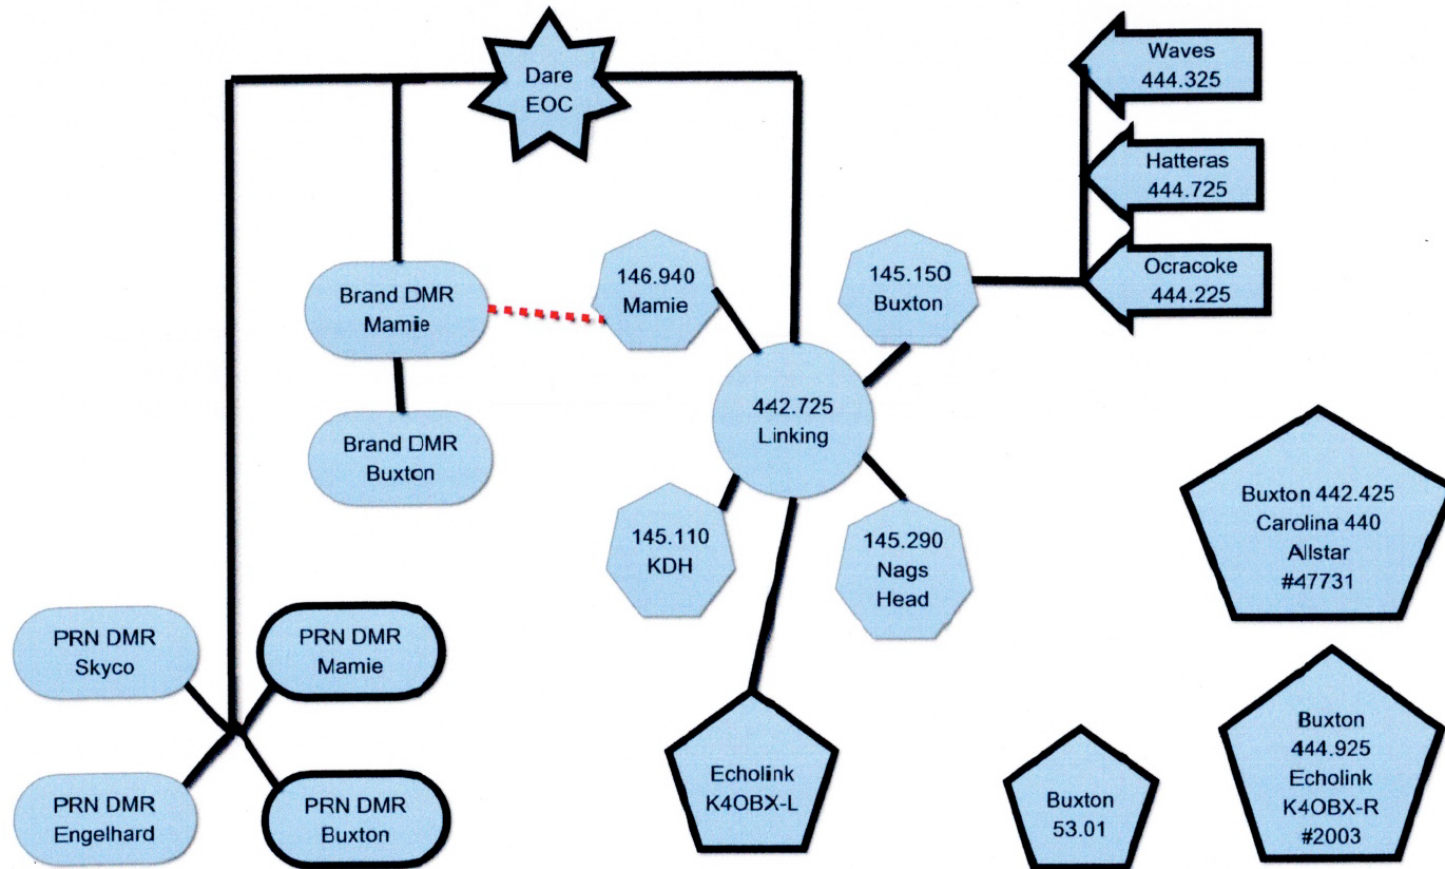 Dare
EOC
Waves
444.325
Hatteras
444.725
Ocracoke
444.225
Brand DMR
Mamie
146.940
Mamie
145.150
Buxton
442.725
Linking
Brand DMR
Buxton
145.110
KDH
145.290
Nags
Head
Buxton 442.425
Carolina 440
Allstar
#47731
PRN DMR
Skyco
PRN DMR
Mamie
PRN DMR
Engelhard
PRN DMR
Buxton
Echolink
K4OBX-L
Buxton
53.01
Buxton
444.925
Echolink
K4OBX-R
#2003